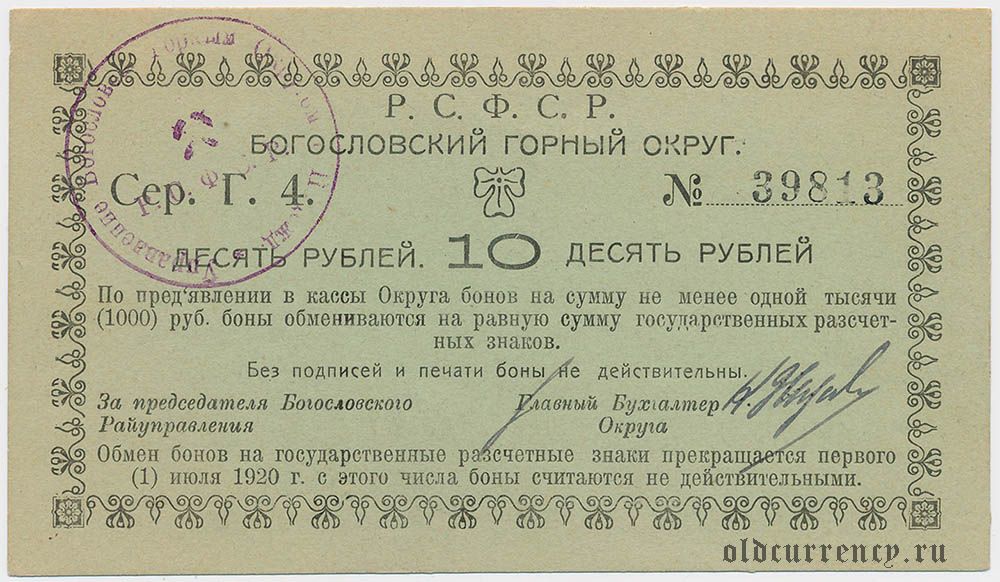 Р. С. Ф. С. Р.
БОГОСЛОВСКИЙ ГОРНЫЙ ОКРУГ.
Сер. Г. 4. № 39813
ДЕСЯТЬ РУБЛЕЙ. 10 ДЕСЯТЬ РУБЛЕЙ
По пред'явлении в кассы Округа бонов на сумму не менее одной тысячи
(1000) руб. боны обмениваются на равную сумму государственных разсчет-
ных знаков.
Без подписей и печати боны не действительны.
За председателя Богословского Главный Бухгалтер
Райуправления Округа
Обмен бонов на государственные разсчетные знаки прекращается первого
(1) июля 1920 г. с этого числа боны считаются не действительными.
Управление Богослов
Р. С. Ф. С. Р.
oldcurrency.ru